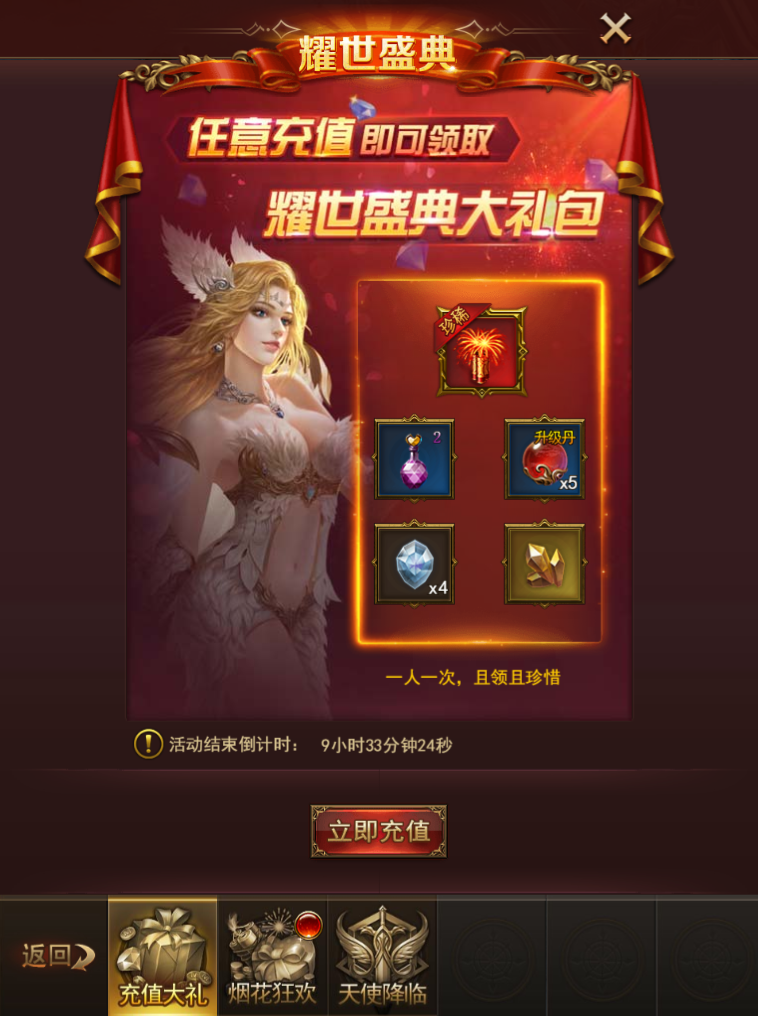 耀世盛典
任意充值即可领取
耀世盛典大礼包
珍稀
2
升级丹
x5
x4
一人一次，且领且珍惜
活动结束倒计时： 9小时33分钟24秒
立即充值
返回
充值大礼
烟花狂欢
天使降临